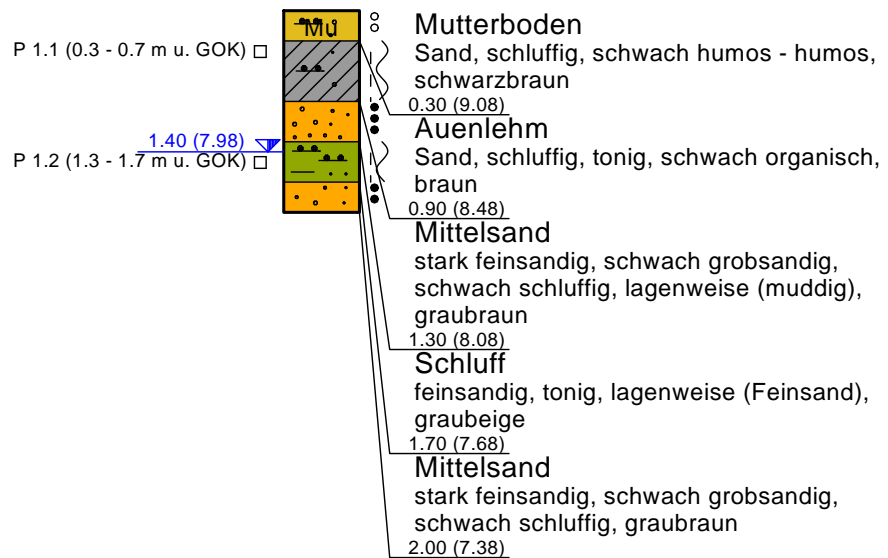 Mu
P 1.1 (0.3 - 0.7 m u. GOK)
1.40 (7.98)
P 1.2 (1.3 - 1.7 m u. GOK)
Mutterboden
Sand, schluffig, schwach humos - humos,
schwarzbraun
0.30 (9.08)
Auenlehm
Sand, schluffig, tonig, schwach organisch,
braun
0.90 (8.48)
Mittelsand
stark feinsandig, schwach grobsandig,
schwach schluffig, lagenweise (muddig),
graubraun
1.30 (8.08)
Schluff
feinsandig, tonig, lagenweise (Feinsand),
graubeige
1.70 (7.68)
Mittelsand
stark feinsandig, schwach grobsandig,
schwach schluffig, graubraun
2.00 (7.38)